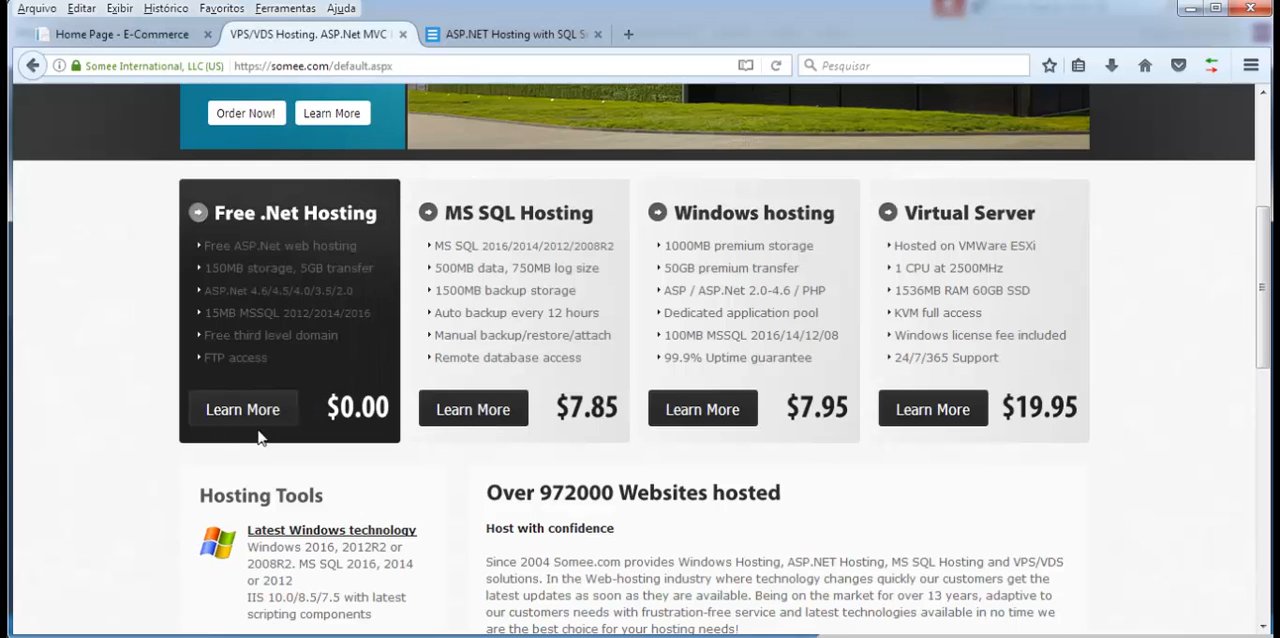 Arquivo Editar Exibir Histórico Favoritos Ferramentas Ajuda
Home Page - E-Commerce
VPS/VDS Hosting. ASP.Net MVC
ASP.NET Hosting with SQL S
Somee International, LLC (US) https://somee.com/default.aspx
Pesquisar
Order Now! Learn More
Free .Net Hosting
Free ASP.Net web hosting
150MB storage, 5GB transfer
ASP.Net 4.6/4.5/4.0/3.5/2.0
15MB MSSQL 2012/2014/2016
Free third level domain
FTP access
Learn More $0.00
MS SQL Hosting
MS SQL 2016/2014/2012/2008R2
500MB data, 750MB log size
1500MB backup storage
Auto backup every 12 hours
Manual backup/restore/attach
Remote database access
Learn More $7.85
Windows hosting
1000MB premium storage
50GB premium transfer
ASP / ASP.Net 2.0-4.6 / PHP
Dedicated application pool
100MB MSSQL 2016/14/12/08
99.9% Uptime guarantee
Learn More $7.95
Virtual Server
Hosted on VMWare ESXi
1 CPU at 2500MHz
1536MB RAM 60GB SSD
KVM full access
Windows license fee included
24/7/365 Support
Learn More $19.95
Hosting Tools
Latest Windows technology
Windows 2016, 2012R2 or
2008R2. MS SQL 2016, 2014
or 2012
IIS 10.0/8.5/7.5 with latest
scripting components
Over 972000 Websites hosted
Host with confidence
Since 2004 Somee.com provides Windows Hosting, ASP.NET Hosting, MS SQL Hosting and VPS/VDS
solutions. In the Web-hosting industry where technology changes quickly our customers get the
latest updates as soon as they are available. Being on the market for over 13 years, adaptive to
our customers needs with frustration-free service and latest technologies available in no time we
are the best choice for your hosting needs!